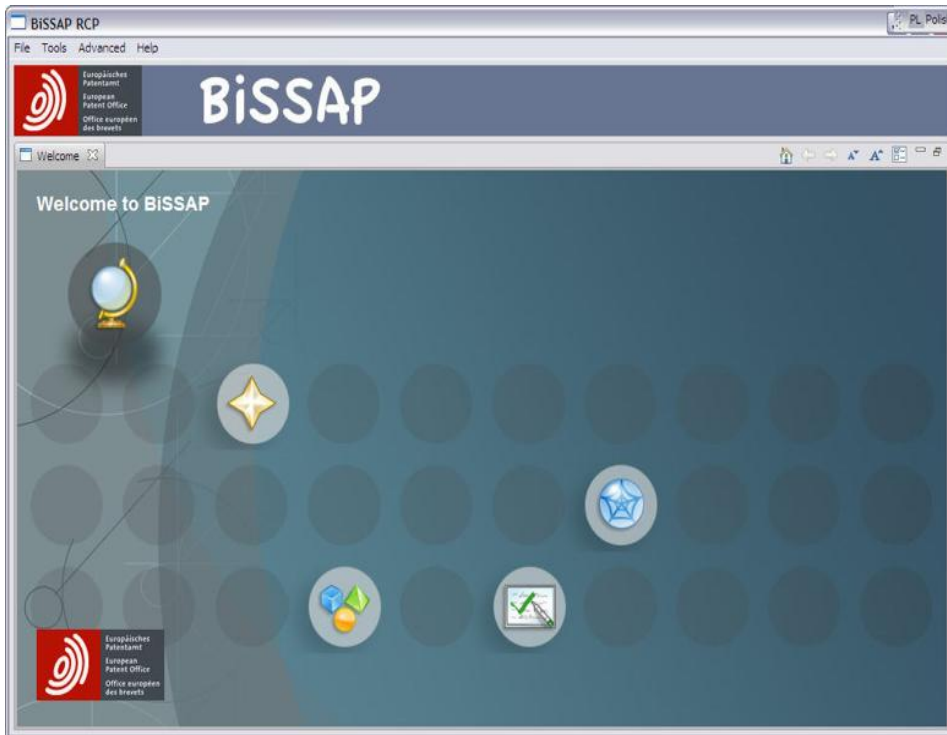 BiSSAP RCP
PL Polis
File Tools Advanced Help
Europäisches
Patentamt
European
Patent Office
Office européen
des brevets
BiSSAP
Welcome
Welcome to BiSSAP
Europäisches
Patentamt
European
Patent Office
Office européen
des brevets